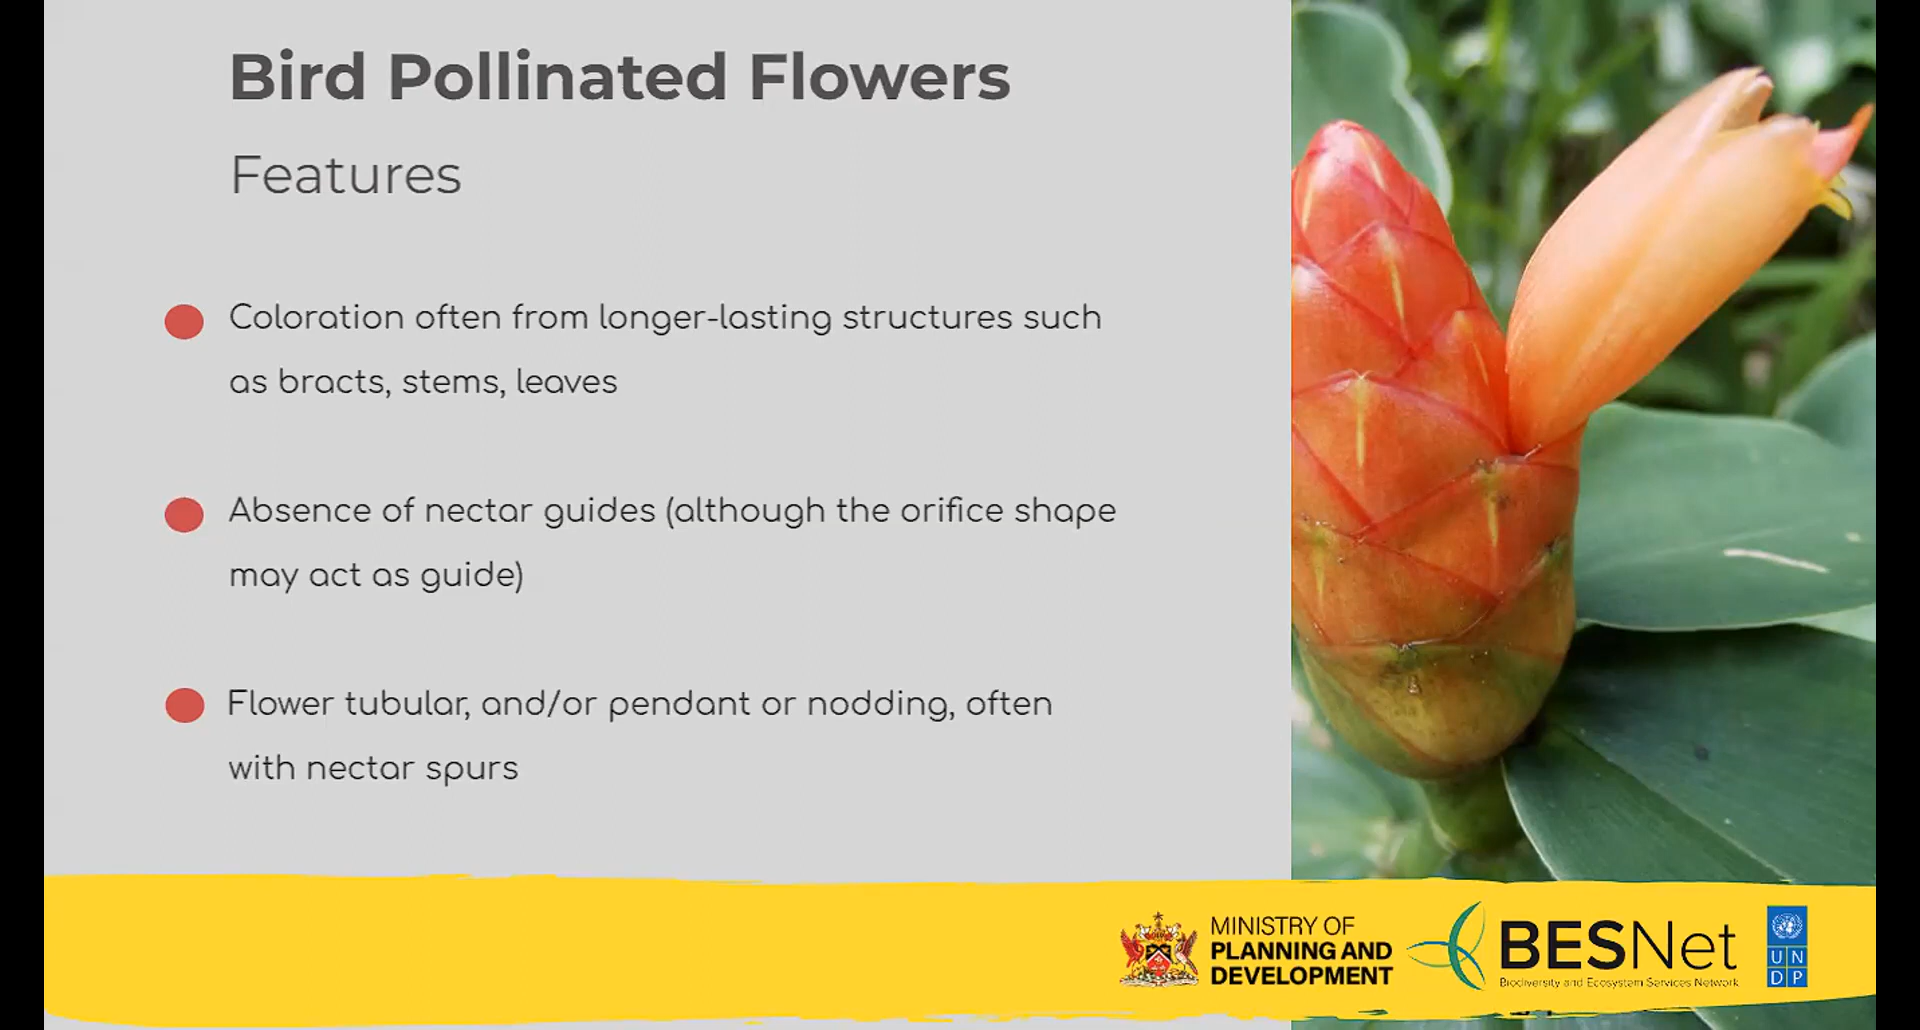 Bird Pollinated Flowers
Features
Coloration often from longer-lasting structures such
as bracts, stems, leaves
Absence of nectar guides (although the orifice shape
may act as guide)
Flower tubular, and/or pendant or nodding, often
with nectar spurs
MINISTRY OF
PLANNING AND
DEVELOPMENT
BESNet
Biodiversity and Ecosystem Services Network
UN
DP